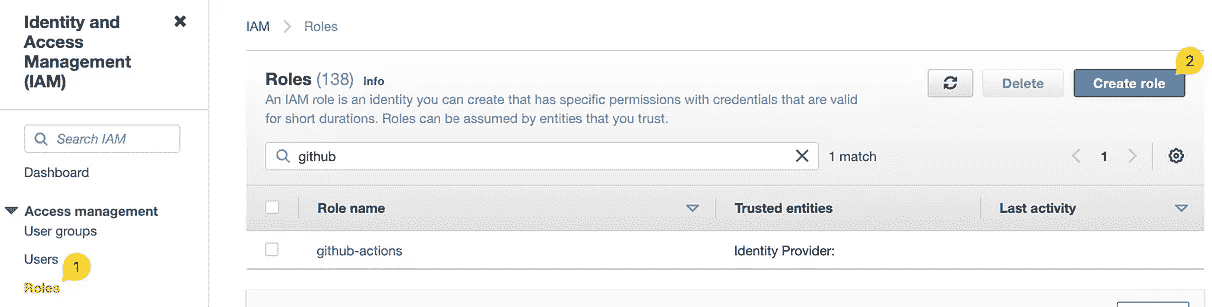 Identity and
Access
Management
(IAM)
Search IAM
Dashboard
Access management
User groups
Users
1
Roles
IAM
Roles
2
Roles (138) Info
Delete
Create role
An IAM role is an identity you can create that has specific permissions with credentials that are valid
for short durations. Roles can be assumed by entities that you trust.
github
1 match
1
Role name
Trusted entities
Last activity
github-actions
Identity Provider: